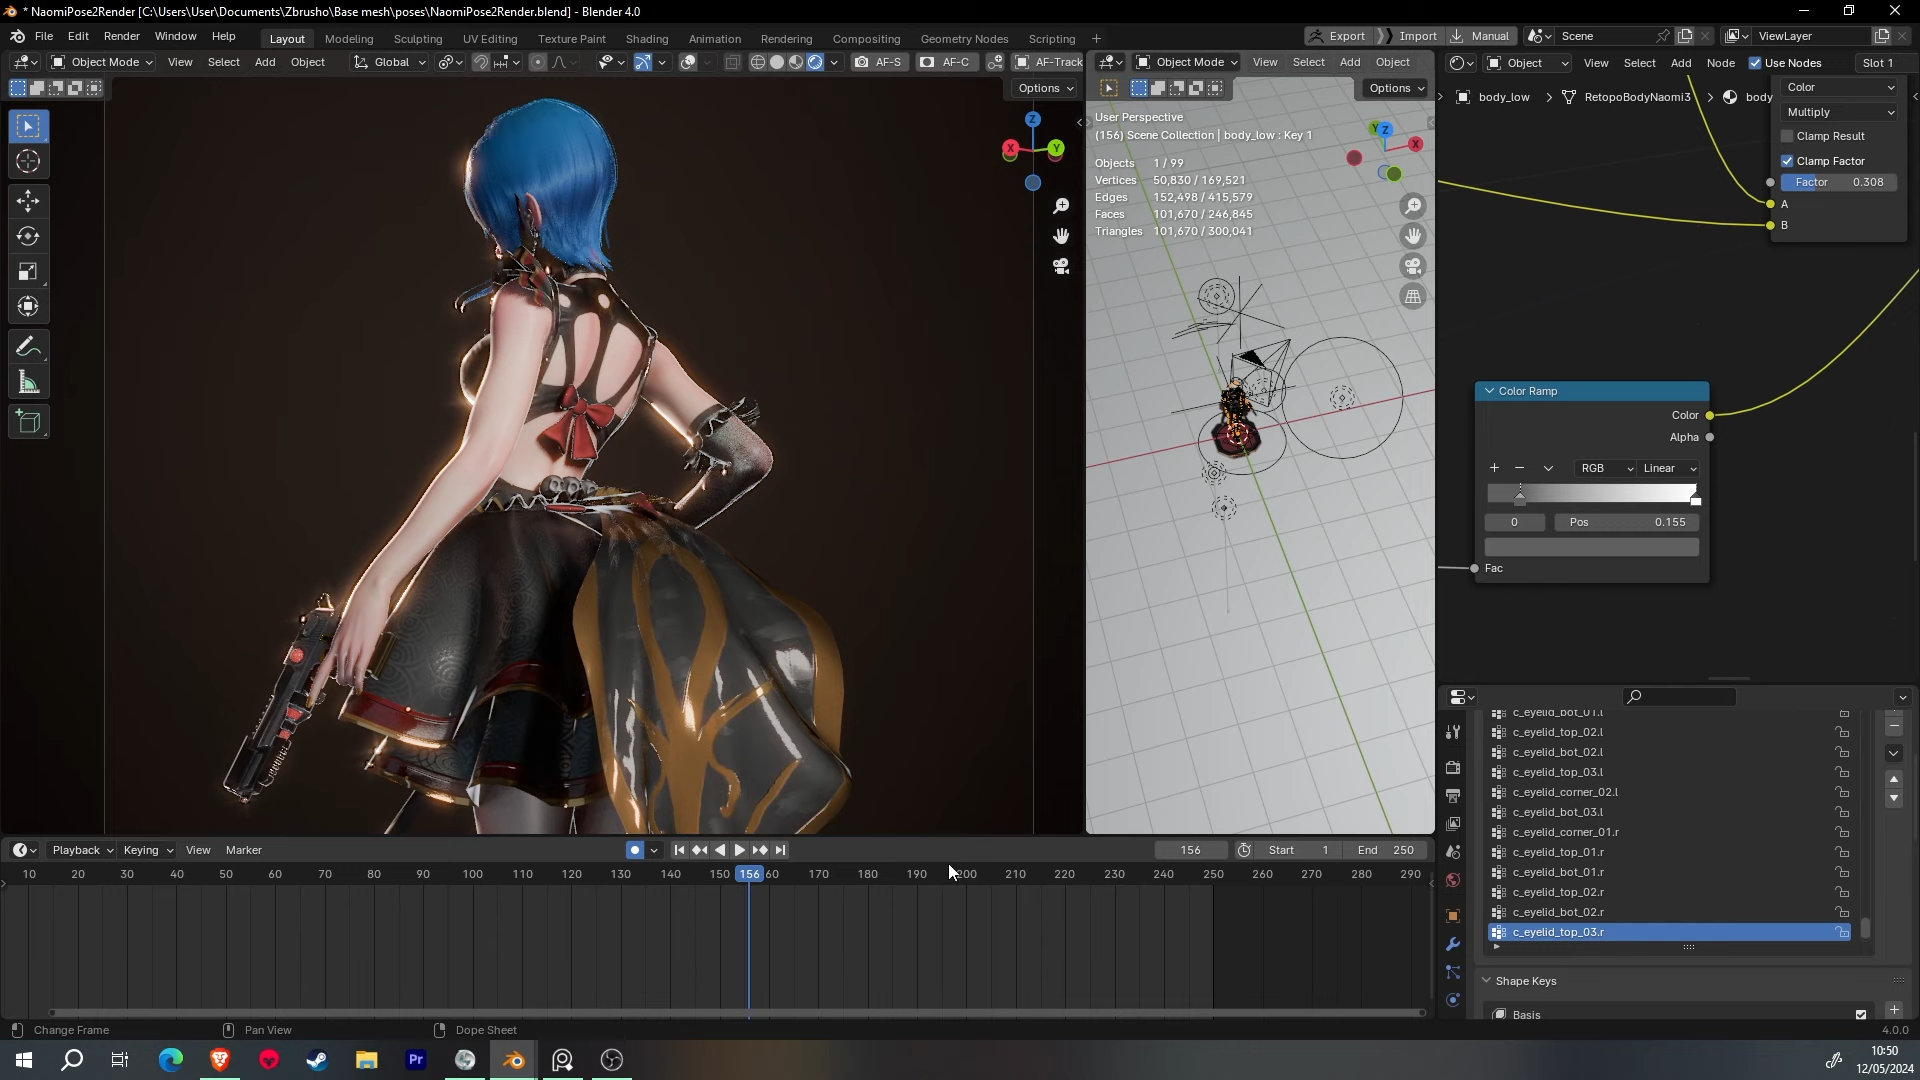 * NaomiPose2Render [C:\Users\User\Documents\Zbrusho\Base mesh\poses\NaomiPose2Render.blend] - Blender 4.0
File Edit Render Window Help
Layout Modeling Sculpting UV Editing Texture Paint Shading Animation Rendering Compositing Geometry Nodes Scripting +
Export Import Manual Scene ViewLayer
Object Mode View Select Add Object Global AF-S AF-C AF-Track
Options
Z
X
Y
Object Mode View Select Add Object
Options
User Perspective
(156) Scene Collection | body_low : Key 1
Objects 1 / 99
Vertices 50,830 / 169,521
Edges 152,498 / 415,579
Faces 101,670 / 246,845
Triangles 101,670 / 300,041
Y Z
X
Object View Select Add Node Use Nodes Slot 1
body_low > RetopoBodyNaomi3 > body
Color
Multiply
Clamp Result
Clamp Factor
Factor 0.308
A
B
Color Ramp
Color
Alpha
RGB Linear
0 Pos 0.155
Fac
c_eyelid_bot_01.l
c_eyelid_top_02.l
c_eyelid_bot_02.l
c_eyelid_top_03.l
c_eyelid_corner_02.l
c_eyelid_bot_03.l
c_eyelid_corner_01.r
c_eyelid_top_01.r
c_eyelid_bot_01.r
c_eyelid_top_02.r
c_eyelid_bot_02.r
c_eyelid_top_03.r
Shape Keys
Basis
Playback Keying View Marker 156 Start 1 End 250
10 20 30 40 50 60 70 80 90 100 110 120 130 140 150 156 60 170 180 190 200 210 220 230 240 250 260 270 280 290
Change Frame Pan View Dope Sheet 4.0.0
Pr
10:50
12/05/2024